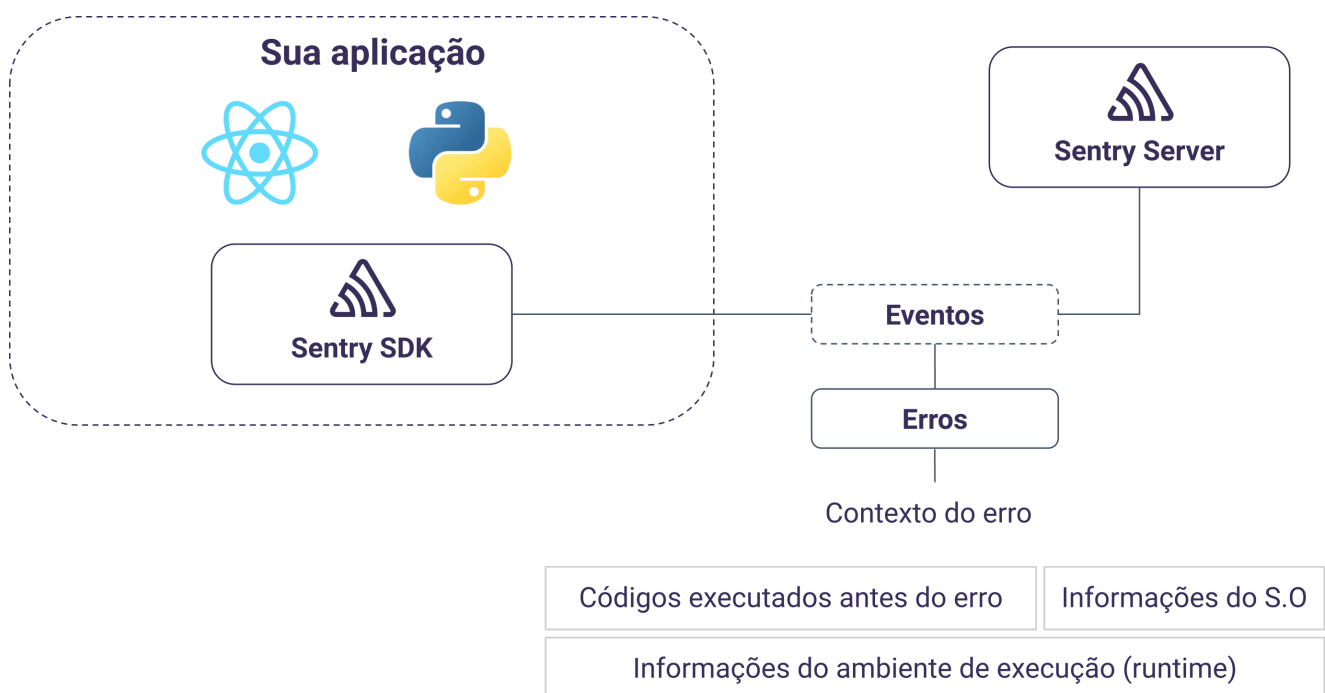 Sua aplicação
Sentry Server
Sentry SDK
Eventos
Erros
Contexto do erro
Códigos executados antes do erro
Informações do S.O
Informações do ambiente de execução (runtime)